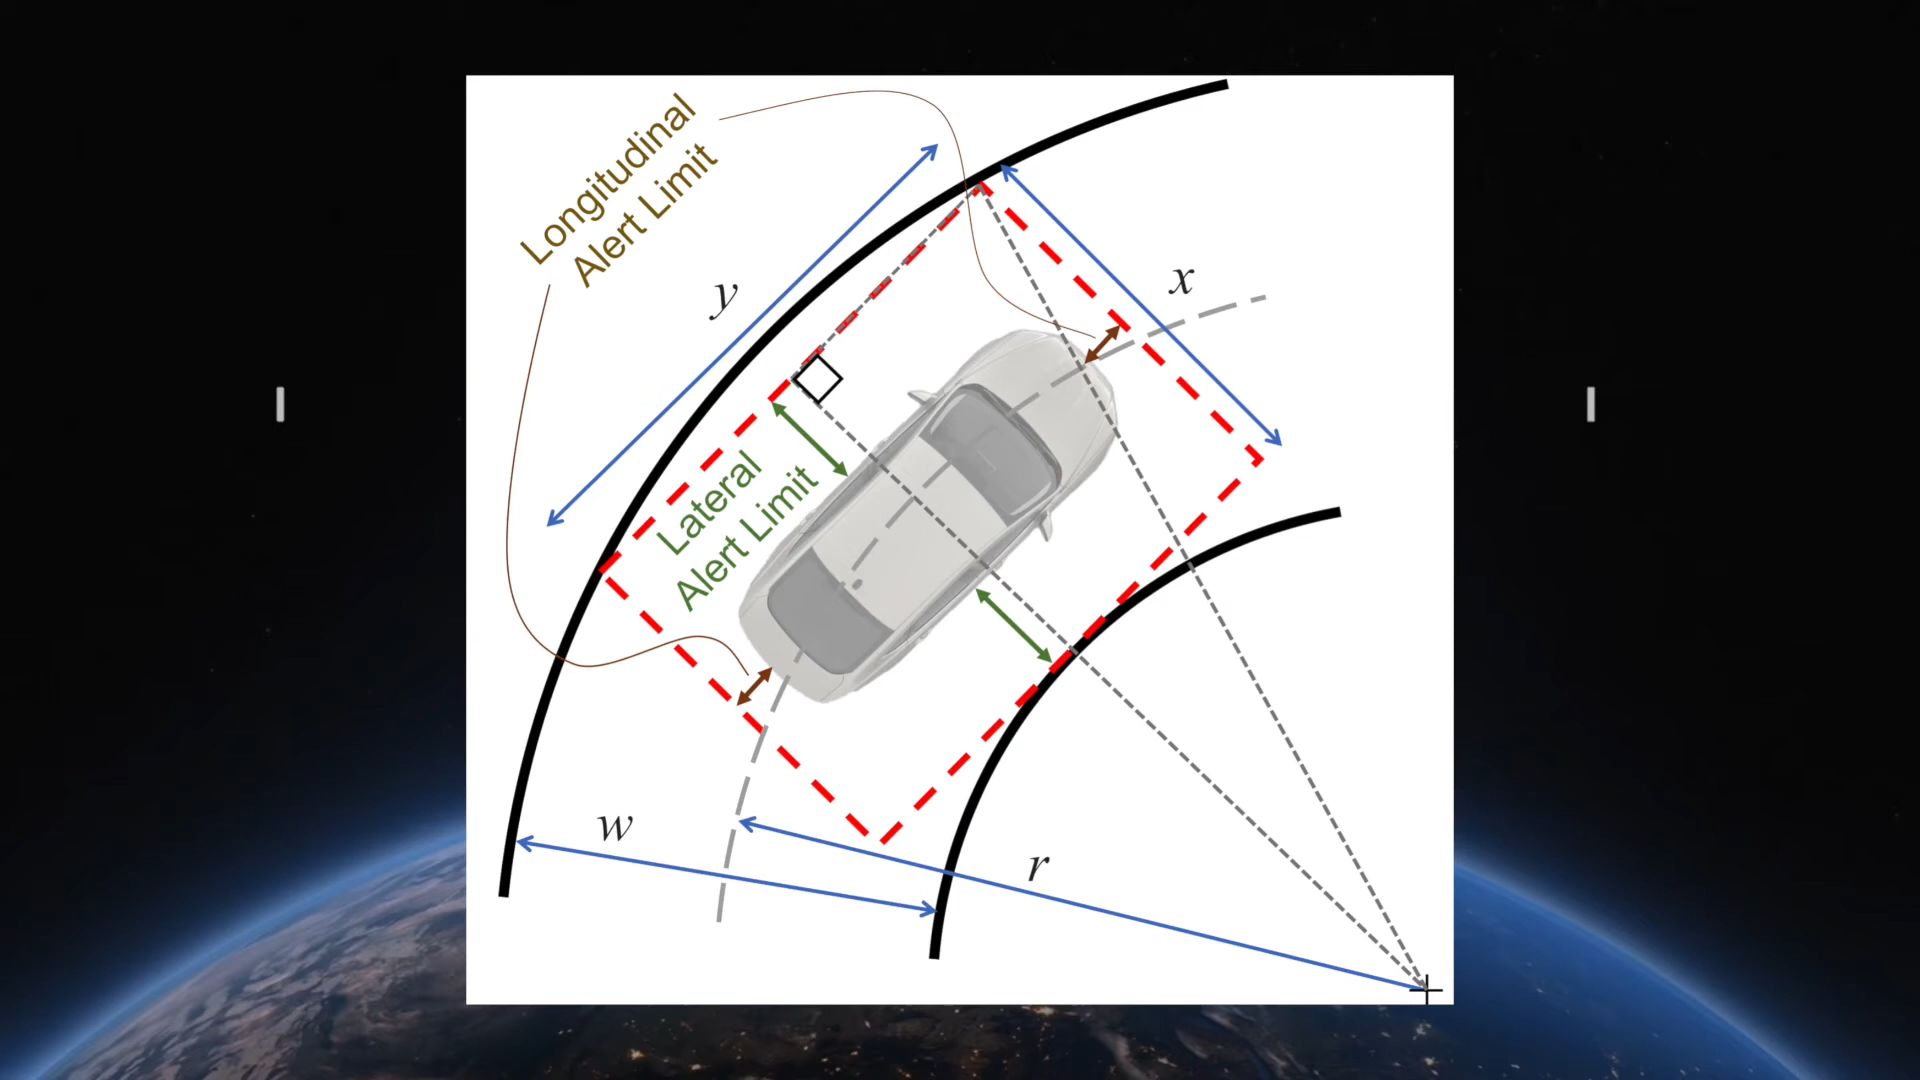 Longitudinal
Alert Limit
y
x
Lateral
Alert Limit
w
r